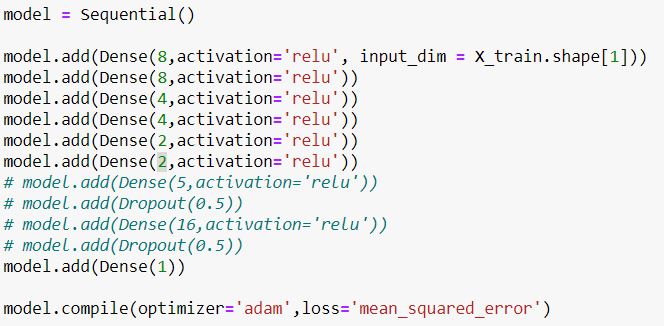 model = Sequential()
model.add(Dense(8,activation='relu', input_dim = X_train.shape[1]))
model.add(Dense(8,activation='relu'))
model.add(Dense(4,activation='relu'))
model.add(Dense(4,activation='relu'))
model.add(Dense(2,activation='relu'))
model.add(Dense(2,activation='relu'))
# model.add(Dense(5,activation='relu'))
# model.add(Dropout(0.5))
# model.add(Dense(16,activation='relu'))
# model.add(Dropout(0.5))
model.add(Dense(1))
model.compile(optimizer='adam',loss='mean_squared_error')